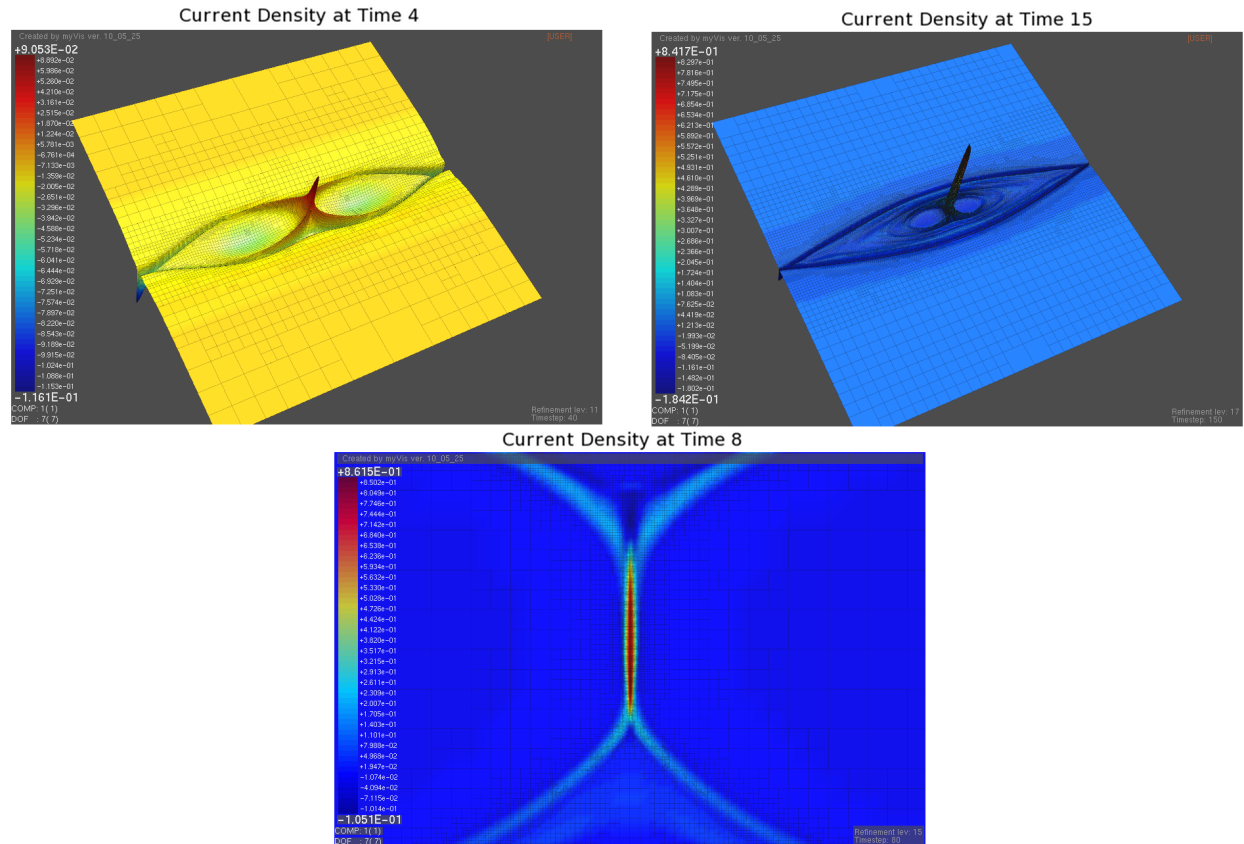 Current Density at Time 4
Created by myVis ver. 10_05_25
[USER]
+9.053E-02
+8.892e-02
+5.986e-02
+5.260e-02
+4.210e-02
+3.161e-02
+2.515e-02
+1.870e-02
+1.224e-02
+5.781e-03
-6.761e-04
-7.133e-03
-1.359e-02
-2.005e-02
-2.651e-02
-3.296e-02
-3.942e-02
-4.588e-02
-5.234e-02
-5.718e-02
-6.041e-02
-6.444e-02
-6.929e-02
-7.251e-02
-7.574e-02
-7.897e-02
-8.220e-02
-8.543e-02
-9.189e-02
-9.915e-02
-1.024e-01
-1.088e-01
-1.153e-01
-1.161E-01
COMP: 1( 1)
DOF : 7( 7)
Refinement lev: 11
Timestep: 40
Current Density at Time 15
Created by myVis ver. 10_05_25
[USER]
+8.417E-01
+8.297e-01
+7.816e-01
+7.495e-01
+7.175e-01
+6.854e-01
+6.534e-01
+6.213e-01
+5.892e-01
+5.572e-01
+5.251e-01
+4.931e-01
+4.610e-01
+4.289e-01
+3.969e-01
+3.648e-01
+3.327e-01
+3.007e-01
+2.686e-01
+2.366e-01
+2.045e-01
+1.724e-01
+1.404e-01
+1.083e-01
+7.625e-02
+4.419e-02
+1.213e-02
-1.993e-02
-5.199e-02
-8.405e-02
-1.161e-01
-1.482e-01
-1.802e-01
-1.842E-01
COMP: 1( 1)
DOF : 7( 7)
Refinement lev: 17
Timestep: 150
Current Density at Time 8
Created by myVis ver. 10_05_25
+8.615E-01
+8.502e-01
+8.049e-01
+7.746e-01
+7.444e-01
+7.142e-01
+6.840e-01
+6.538e-01
+6.236e-01
+5.934e-01
+5.632e-01
+5.330e-01
+5.028e-01
+4.726e-01
+4.424e-01
+4.122e-01
+3.820e-01
+3.517e-01
+3.215e-01
+2.913e-01
+2.611e-01
+2.309e-01
+2.007e-01
+1.705e-01
+1.403e-01
+1.101e-01
+7.988e-02
+4.968e-02
+1.947e-02
-1.074e-02
-4.094e-02
-7.115e-02
-1.014e-01
-1.051E-01
COMP: 1( 1)
DOF : 7( 7)
Refinement lev: 15
Timestep: 80